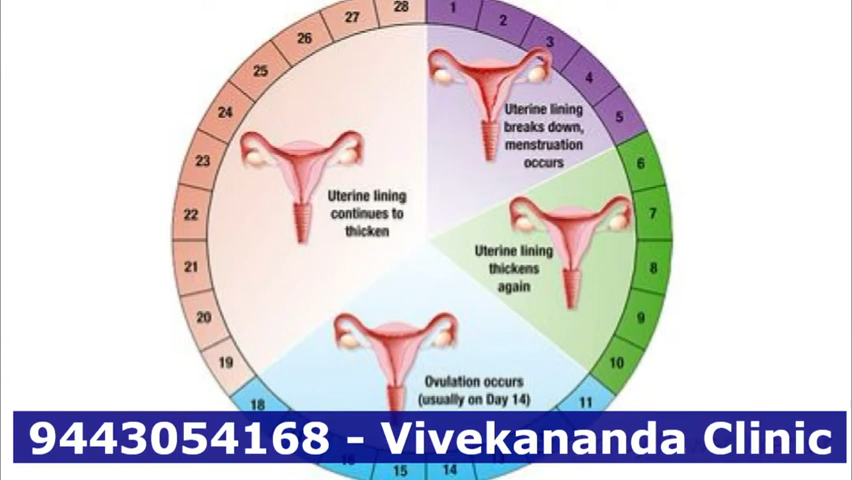 1
2
3
4
5
6
7
8
9
10
11
14
15
18
19
20
21
22
23
24
25
26
27
28
Uterine lining
breaks down,
menstruation
occurs
Uterine lining
thickens
again
Ovulation occurs
(usually on Day 14)
Uterine lining
continues to
thicken
9443054168 - Vivekananda Clinic